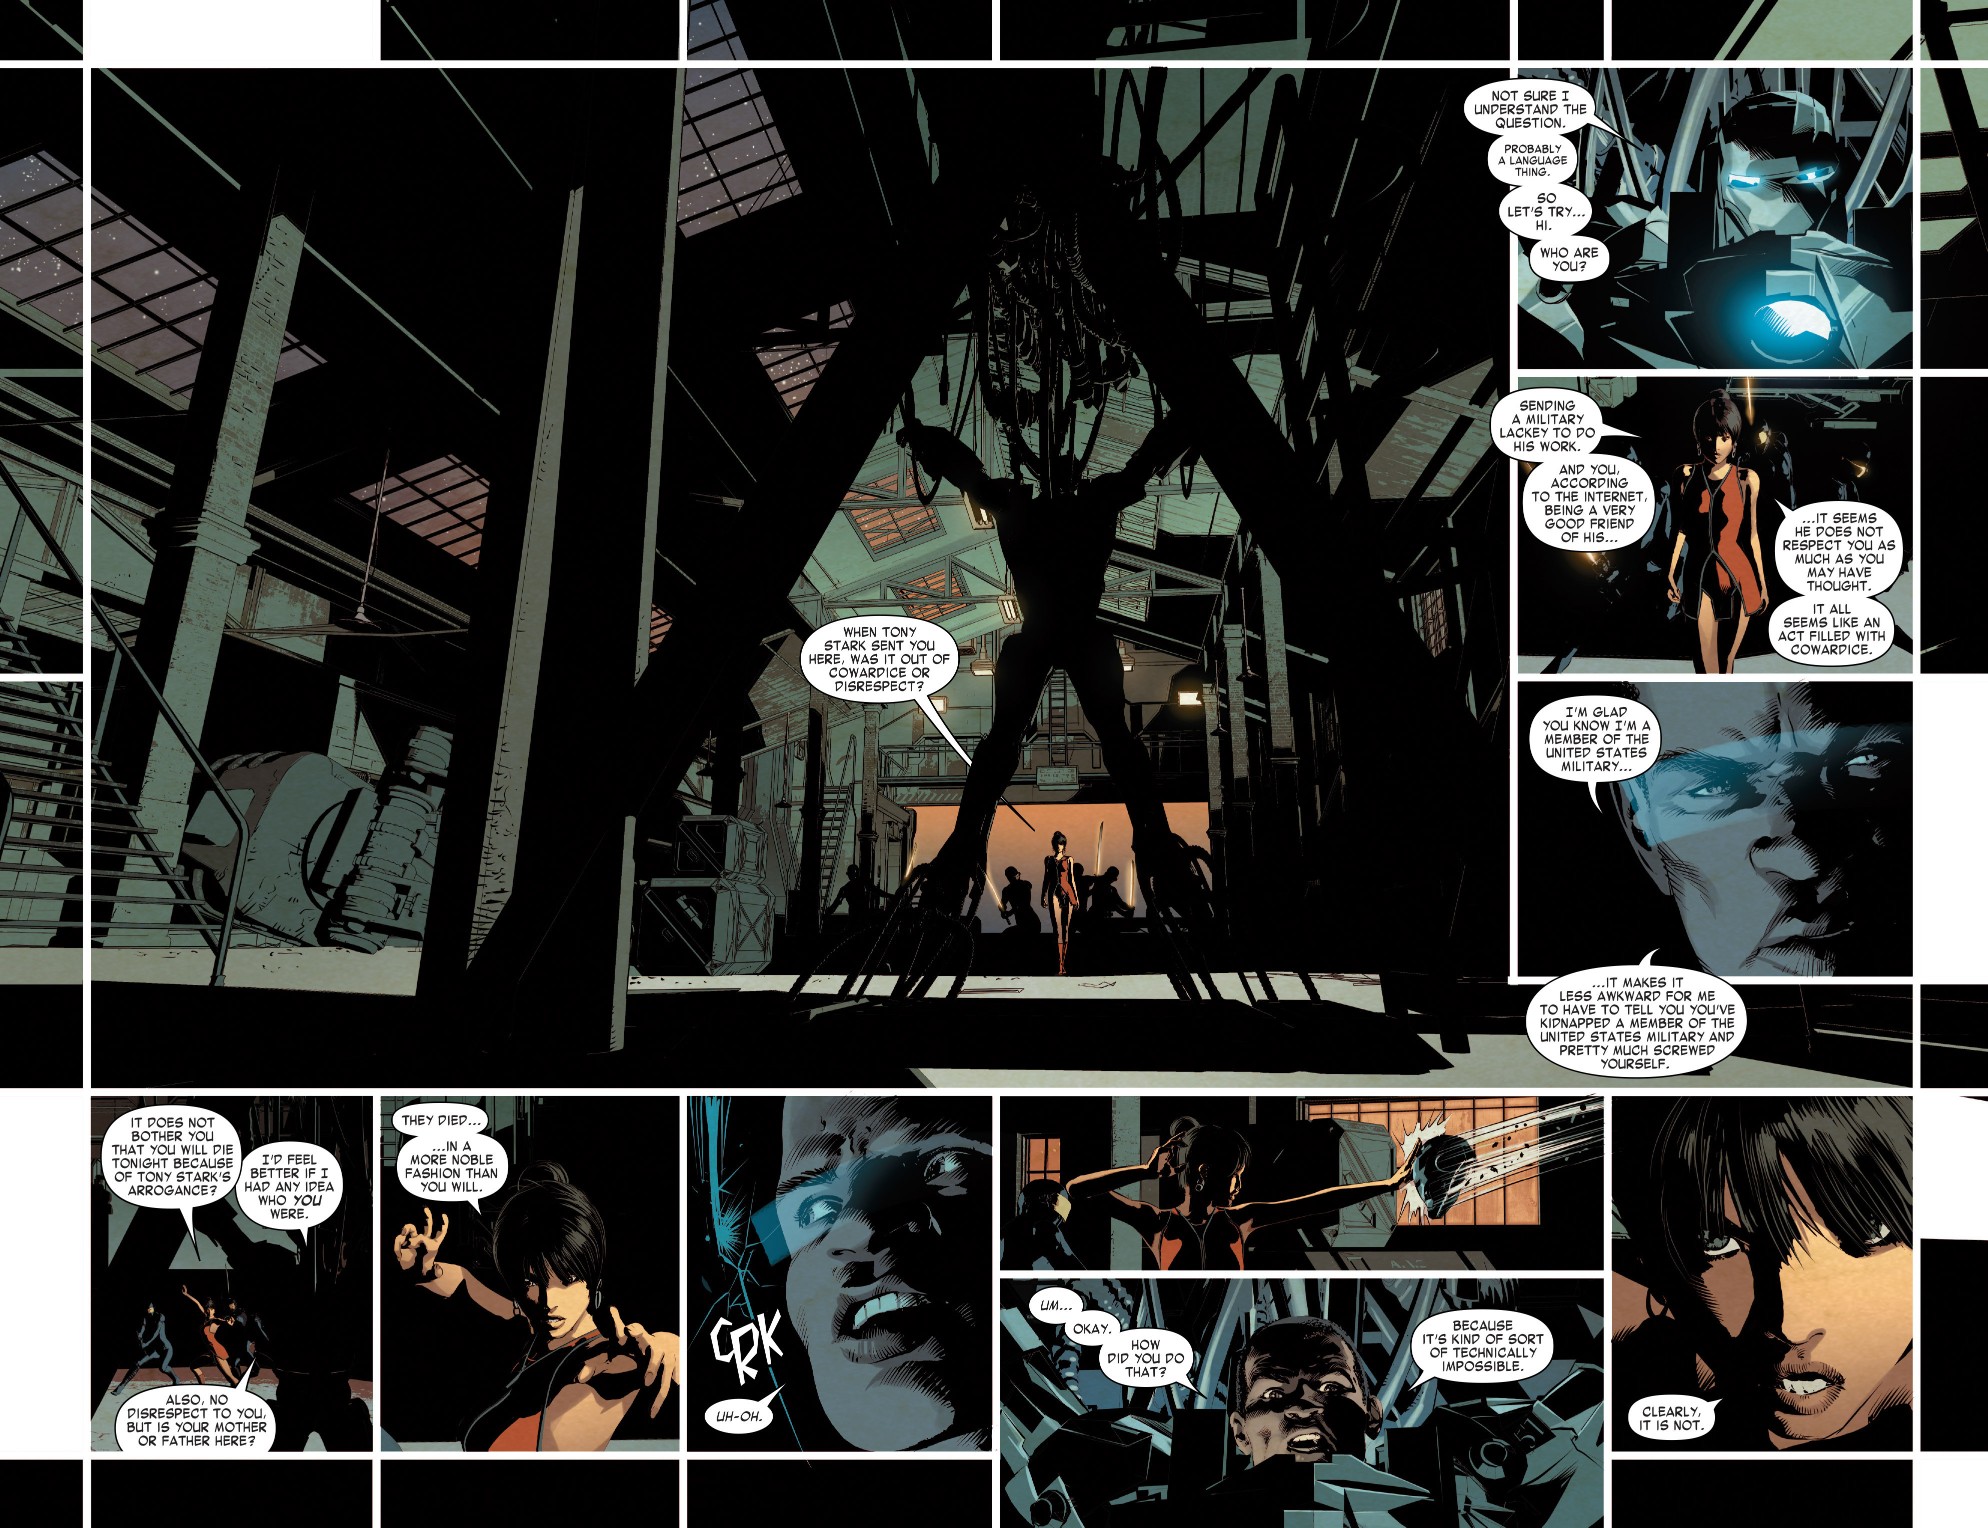 WHEN TONY
STARK SENT YOU
HERE, WAS IT OUT OF
COWARDICE OR
DISRESPECT?
NOT SURE I
UNDERSTAND THE
QUESTION.
PROBABLY
A LANGUAGE
THING.
SO
LET'S TRY...
HI.
WHO ARE
YOU?
SENDING
A MILITARY
LACKEY TO DO
HIS WORK.
AND YOU,
ACCORDING
TO THE INTERNET,
BEING A VERY
GOOD FRIEND
OF HIS...
...IT SEEMS
HE DOES NOT
RESPECT YOU AS
MUCH AS YOU
MAY HAVE
THOUGHT.
IT ALL
SEEMS LIKE AN
ACT FILLED WITH
COWARDICE.
I'M GLAD
YOU KNOW I'M A
MEMBER OF THE
UNITED STATES
MILITARY...
...IT MAKES IT
LESS AWKWARD FOR ME
TO HAVE TO TELL YOU YOU'VE
KIDNAPPED A MEMBER OF THE
UNITED STATES MILITARY AND
PRETTY MUCH SCREWED
YOURSELF.
IT DOES NOT
BOTHER YOU
THAT YOU WILL DIE
TONIGHT BECAUSE
OF TONY STARK'S
ARROGANCE?
I'D FEEL
BETTER IF I
HAD ANY IDEA
WHO YOU
WERE.
ALSO, NO
DISRESPECT TO YOU,
BUT IS YOUR MOTHER
OR FATHER HERE?
THEY DIED...
...IN A
MORE NOBLE
FASHION THAN
YOU WILL.
CRK
UH-OH.
UM...
OKAY.
HOW
DID YOU DO
THAT?
BECAUSE
IT'S KIND OF SORT
OF TECHNICALLY
IMPOSSIBLE.
CLEARLY,
IT IS NOT.